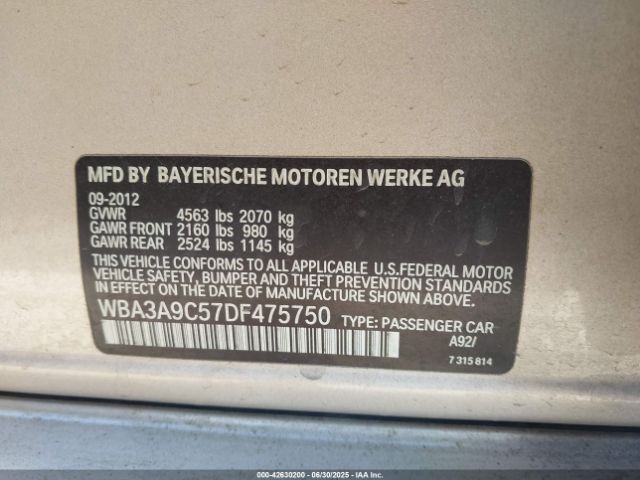 MFD BY BAYERISCHE MOTOREN WERKE AG
09-2012
GVWR 4563 lbs 2070 kg
GAWR FRONT 2160 lbs 980 kg
GAWR REAR 2524 lbs 1145 kg
THIS VEHICLE CONFORMS TO ALL APPLICABLE U.S.FEDERAL MOTOR
VEHICLE SAFETY, BUMPER AND THEFT PREVENTION STANDARDS
IN EFFECT ON THE DATE OF MANUFACTURE SHOWN ABOVE.
WBA3A9C57DF475750 TYPE: PASSENGER CAR
A92/
7 315 814
000-42630200 - 06/30/2025 - IAA Inc.